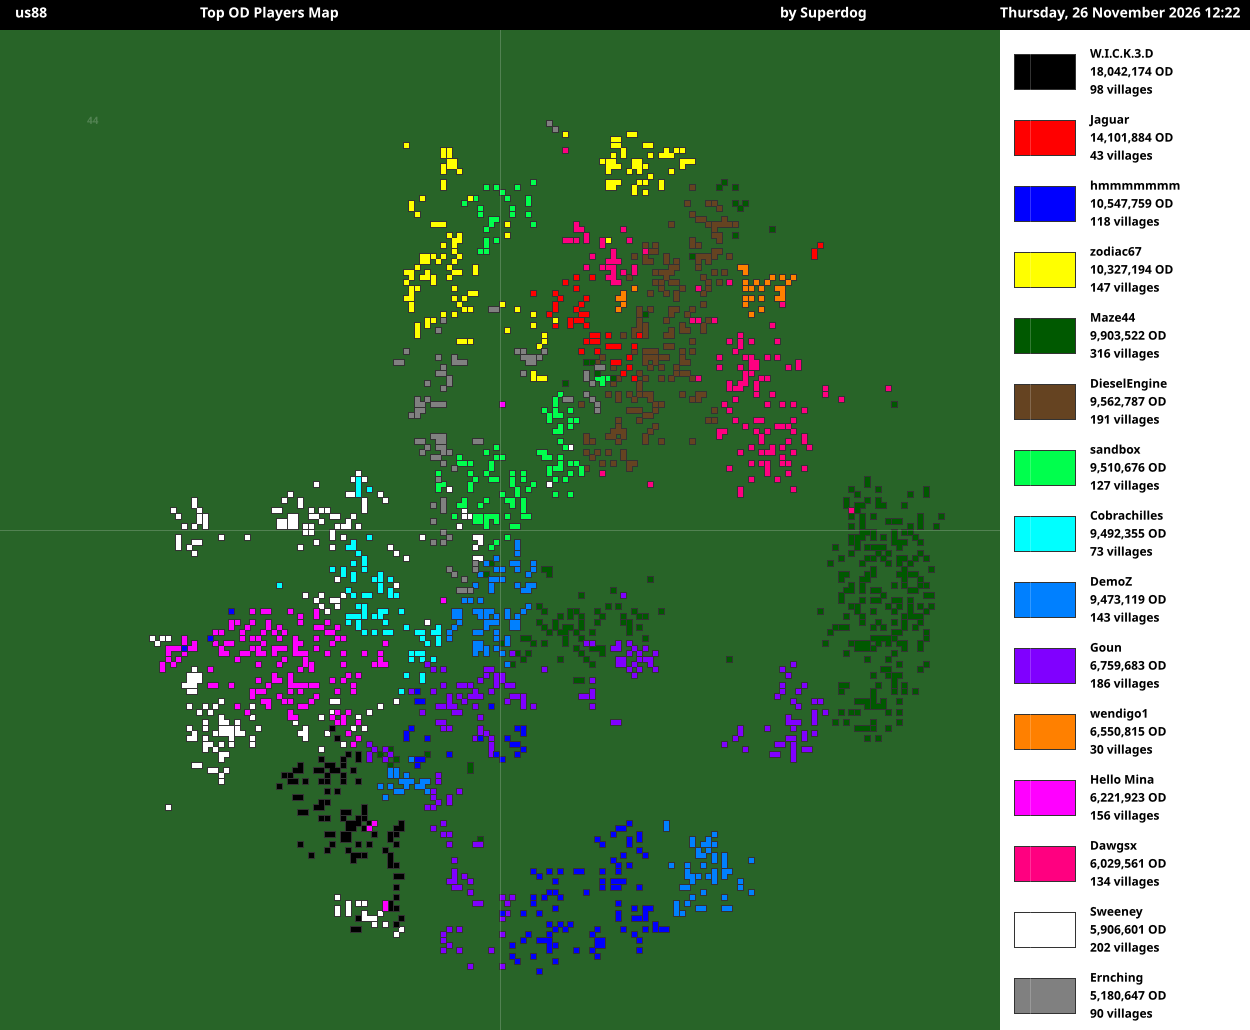 us88 Top OD Players Map by Superdog Thursday, 26 November 2026 12:22
44
W.I.C.K.3.D
18,042,174 OD
98 villages
Jaguar
14,101,884 OD
43 villages
hmmmmmmm
10,547,759 OD
118 villages
zodiac67
10,327,194 OD
147 villages
Maze44
9,903,522 OD
316 villages
DieselEngine
9,562,787 OD
191 villages
sandbox
9,510,676 OD
127 villages
Cobrachilles
9,492,355 OD
73 villages
DemoZ
9,473,119 OD
143 villages
Goun
6,759,683 OD
186 villages
wendigo1
6,550,815 OD
30 villages
Hello Mina
6,221,923 OD
156 villages
Dawgsx
6,029,561 OD
134 villages
Sweeney
5,906,601 OD
202 villages
Ernching
5,180,647 OD
90 villages